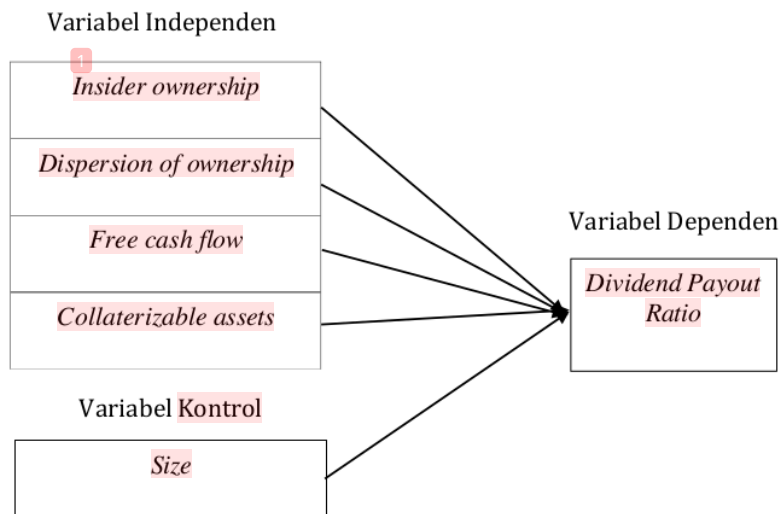 Variabel Independen
1
Insider ownership
Dispersion of ownership
Free cash flow
Collaterizable assets
Variabel Dependen
Dividend Payout
Ratio
Variabel Kontrol
Size